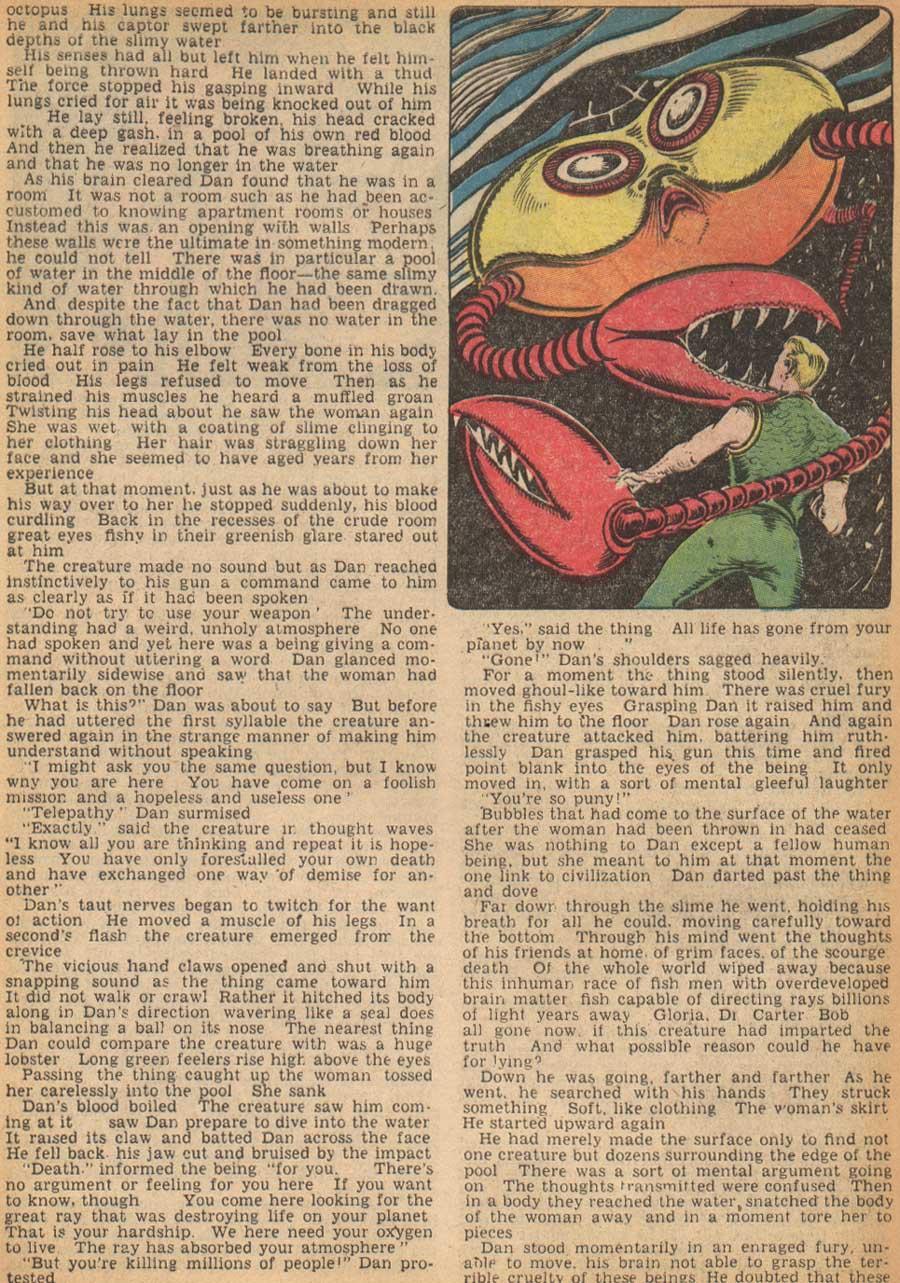 octopus His lungs seemed to be bursting and still
he and his captor swept farther into the black
depths of the slimy water
His senses had all but left him when he felt him-
self being thrown hard He landed with a thud
The force stopped his gasping inward While his
lungs cried for air it was being knocked out of him
He lay still, feeling broken, his head cracked
with a deep gash, in a pool of his own red blood
And then he realized that he was breathing again
and that he was no longer in the water
As his brain cleared Dan found that he was in a
room It was not a room such as he had been ac-
customed to knowing apartment rooms or houses
Instead this was an opening with walls Perhaps
these walls were the ultimate in something modern,
he could not tell There was in particular a pool
of water in the middle of the floor—the same slimy
kind of water through which he had been drawn.
And despite the fact that Dan had been dragged
down through the water, there was no water in the
room, save what lay in the pool
He half rose to his elbow Every bone in his body
cried out in pain He felt weak from the loss of
blood His legs refused to move Then as he
strained his muscles he heard a muffled groan
Twisting his head about he saw the woman again
She was wet with a coating of slime clinging to
her clothing Her hair was straggling down her
face and she seemed to have aged years from her
experience
But at that moment, just as he was about to make
his way over to her he stopped suddenly, his blood
curdling Back in the recesses of the crude room
great eyes fishy in their greenish glare stared out
at him
The creature made no sound but as Dan reached
instinctively to his gun a command came to him
as clearly as if it had been spoken
"Do not try to use your weapon' The under-
standing had a weird, unholy atmosphere No one
had spoken and yet here was a being giving a com-
mand without uttering a word Dan glanced mo-
mentarily sidewise and saw that the woman had
fallen back on the floor
What is this?" Dan was about to say But before
he had uttered the first syllable the creature an-
swered again in the strange manner of making him
understand without speaking
"I might ask you the same question, but I know
why you are here You have come on a foolish
mission and a hopeless and useless one'
"Telepathy" Dan surmised
"Exactly," said the creature in thought waves
"I know all you are thinking and repeat it is hope-
less You have only forestalled your own death
and have exchanged one way of demise for an-
other"
Dan's taut nerves began to twitch for the want
of action He moved a muscle of his legs In a
second's flash the creature emerged from the
crevice
The vicious hand claws opened and shut with a
snapping sound as the thing came toward him
It did not walk or crawl Rather it hitched its body
along in Dan's direction wavering like a seal does
in balancing a ball on its nose The nearest thing
Dan could compare the creature with was a huge
lobster Long green feelers rise high above the eyes
Passing the thing caught up the woman tossed
her carelessly into the pool She sank
Dan's blood boiled The creature saw him com-
ing at it saw Dan prepare to dive into the water
It raised its claw and batted Dan across the face
He fell back, his jaw cut and bruised by the impact
"Death," informed the being "for you. There's
no argument or feeling for you here If you want
to know, though You come here looking for the
great ray that was destroying life on your planet
That is your hardship. We here need your oxygen
to live The ray has absorbed your atmosphere"
"But you're killing millions of people!" Dan pro-
tested
"Yes," said the thing All life has gone from your
planet by now "
"Gone!" Dan's shoulders sagged heavily.
For a moment the thing stood silently, then
moved ghoul-like toward him There was cruel fury
in the fishy eyes Grasping Dan it raised him and
threw him to the floor Dan rose again And again
the creature attacked him, battering him ruth-
lessly Dan grasped his gun this time and fired
point blank into the eyes of the being It only
moved in, with a sort of mental gleeful laughter
"You're so puny!"
Bubbles that had come to the surface of the water
after the woman had been thrown in had ceased
She was nothing to Dan except a fellow human
being, but she meant to him at that moment the
one link to civilization Dan darted past the thing
and dove
Far down through the slime he went, holding his
breath for all he could, moving carefully toward
the bottom Through his mind went the thoughts
of his friends at home, of grim faces, of the scourge
death Of the whole world wiped away because
this inhuman race of fish men with overdeveloped
brain matter fish capable of directing rays billions
of light years away Gloria, Dr Carter Bob
all gone now, if this creature had imparted the
truth And what possible reason could he have
for lying?
Down he was going, farther and farther As he
went, he searched with his hands They struck
something Soft, like clothing The woman's skirt
He started upward again
He had merely made the surface only to find not
one creature but dozens surrounding the edge of the
pool There was a sort of mental argument going
on The thoughts transmitted were confused Then
in a body they reached the water, snatched the body
of the woman away and in a moment tore her to
pieces
Dan stood momentarily in an enraged fury, un-
able to move, his brain not able to grasp the ter-
rible cruelty of these beings He doubted that these